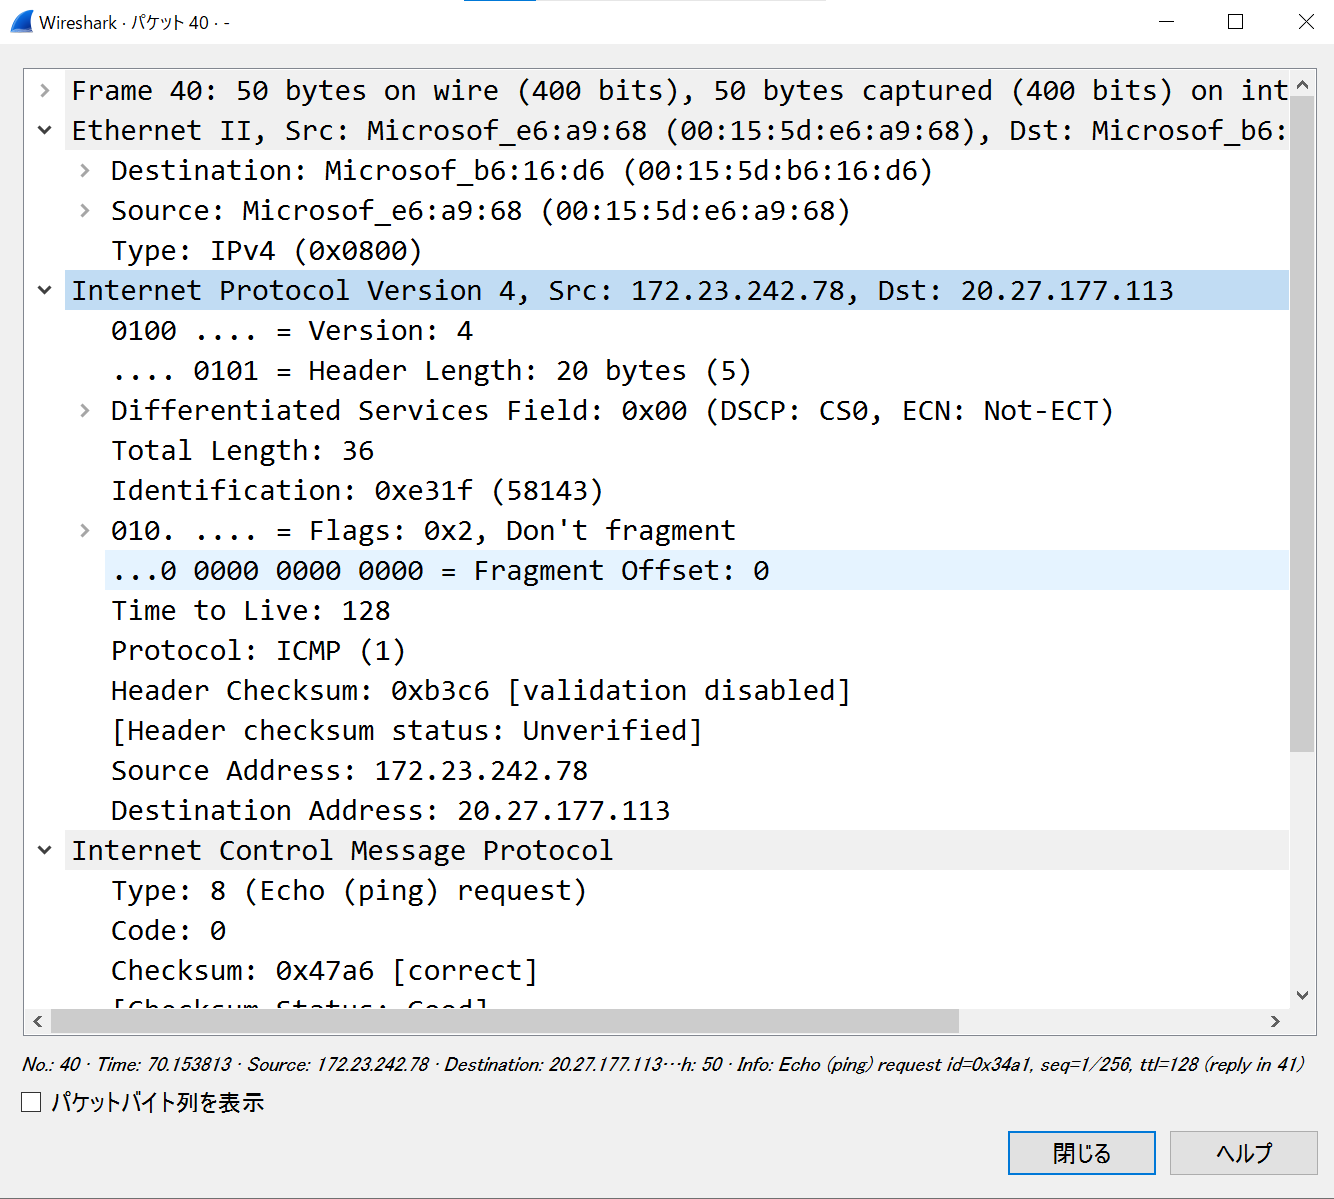 Wireshark · パケット 40 · -
Frame 40: 50 bytes on wire (400 bits), 50 bytes captured (400 bits) on int
Ethernet II, Src: Microsof_e6:a9:68 (00:15:5d:e6:a9:68), Dst: Microsof_b6:
Destination: Microsof_b6:16:d6 (00:15:5d:b6:16:d6)
Source: Microsof_e6:a9:68 (00:15:5d:e6:a9:68)
Type: IPv4 (0x0800)
Internet Protocol Version 4, Src: 172.23.242.78, Dst: 20.27.177.113
0100 .... = Version: 4
.... 0101 = Header Length: 20 bytes (5)
Differentiated Services Field: 0x00 (DSCP: CS0, ECN: Not-ECT)
Total Length: 36
Identification: 0xe31f (58143)
010. .... = Flags: 0x2, Don't fragment
...0 0000 0000 0000 = Fragment Offset: 0
Time to Live: 128
Protocol: ICMP (1)
Header Checksum: 0xb3c6 [validation disabled]
[Header checksum status: Unverified]
Source Address: 172.23.242.78
Destination Address: 20.27.177.113
Internet Control Message Protocol
Type: 8 (Echo (ping) request)
Code: 0
Checksum: 0x47a6 [correct]
[Checksum Status: Good]
No.: 40 · Time: 70.153813 · Source: 172.23.242.78 · Destination: 20.27.177.113⋯h: 50 · Info: Echo (ping) request id=0x34a1, seq=1/256, ttl=128 (reply in 41)
パケットバイト列を表示
閉じる
ヘルプ